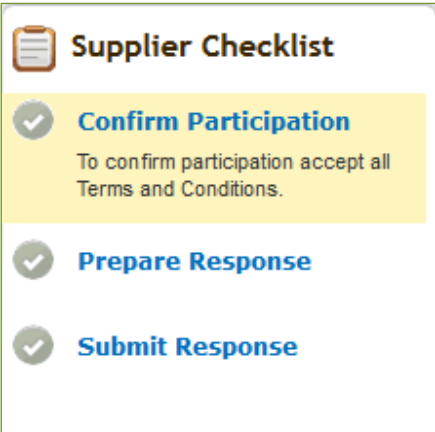 Supplier Checklist
Confirm Participation
To confirm participation accept all
Terms and Conditions.
Prepare Response
Submit Response